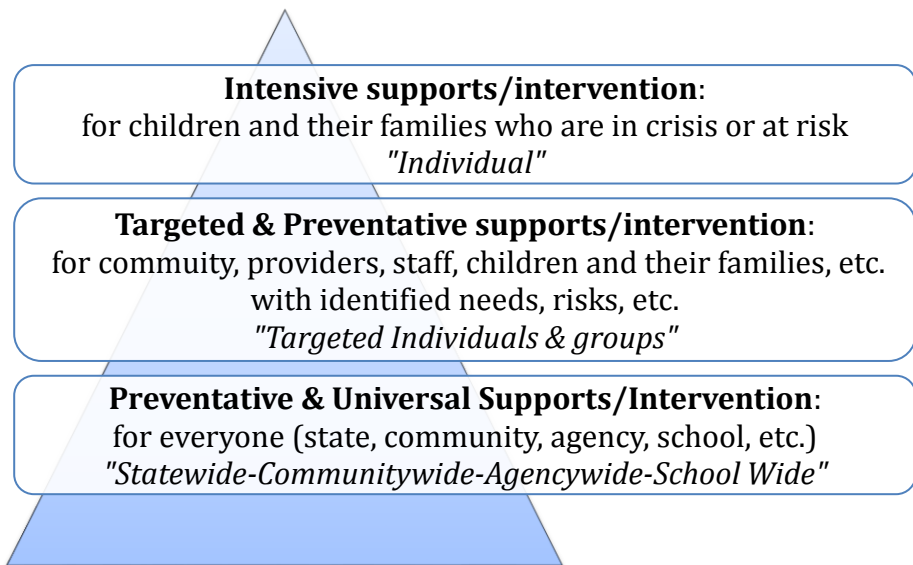 Intensive supports/intervention:
for children and their families who are in crisis or at risk
"Individual"
Targeted & Preventative supports/intervention:
for commuity, providers, staff, children and their families, etc.
with identified needs, risks, etc.
"Targeted Individuals & groups"
Preventative & Universal Supports/Intervention:
for everyone (state, community, agency, school, etc.)
"Statewide-Communitywide-Agencywide-School Wide"